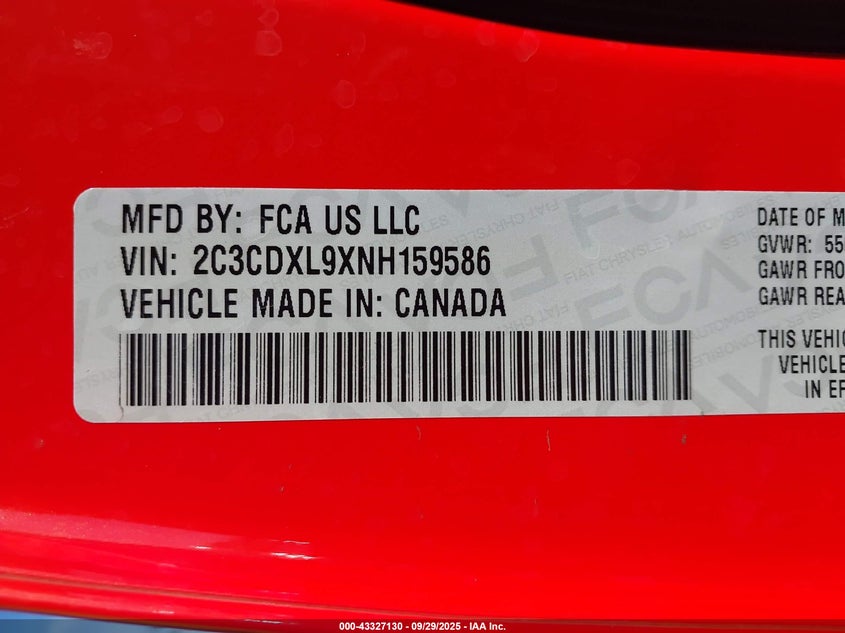 MFD BY: FCA US LLC
VIN: 2C3CDXL9XNH159586
VEHICLE MADE IN: CANADA
DATE OF M
GVWR: 55
GAWR FRO
GAWR REA
THIS VEHIC
VEHICLE
IN EF
000-43327130 - 09/29/2025 - IAA Inc.